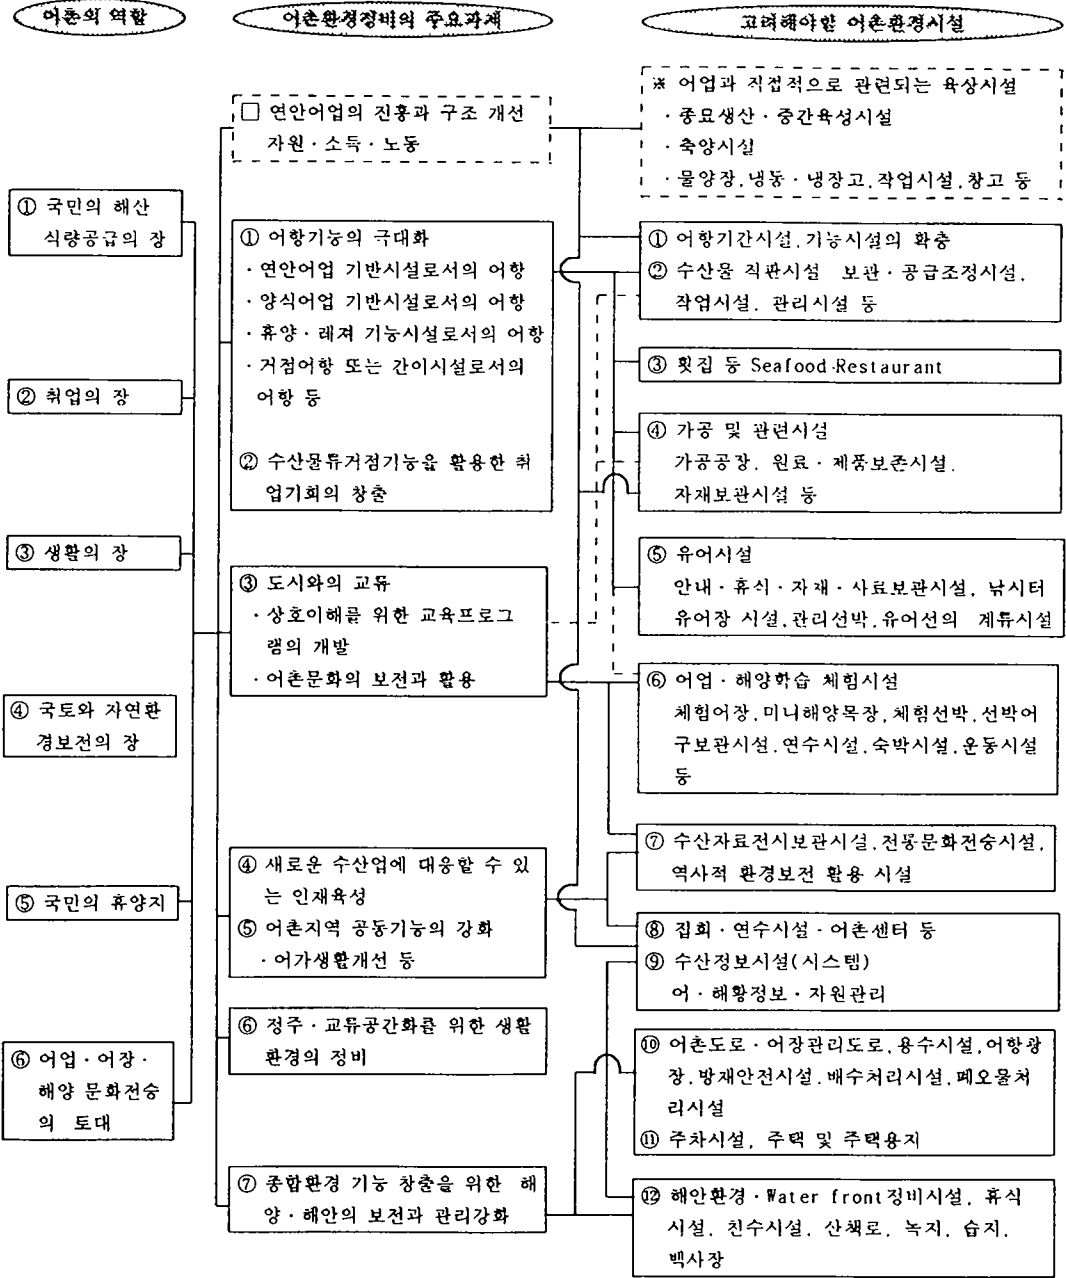 어촌의 역할
① 국민의 해산
식량공급의 장
② 취업의 장
③ 생활의 장
④ 국토와 자연환
경보전의 장
⑤ 국민의 휴양지
⑥ 어업·어장·
해양 문화전승
의 토대
어촌환경정비의 주요과제
□ 연안어업의 진흥과 구조 개선
자원·소득·노동
① 어항기능의 극대화
·연안어업 기반시설로서의 어항
·양식어업 기반시설로서의 어항
·휴양·레져 기능시설로서의 어항
·거점어항 또는 간이시설로서의
어항 등
② 수산물류거점기능을 활용한 취
업기회의 창출
③ 도시와의 교류
·상호이해를 위한 교육프로그
램의 개발
·어촌문화의 보전과 활용
④ 새로운 수산업에 대응할 수 있
는 인재육성
⑤ 어촌지역 공동기능의 강화
·어가생활개선 등
⑥ 정주·교류공간화를 위한 생활
환경의 정비
⑦ 종합환경 기능 창출을 위한 해
양·해안의 보전과 관리강화
고려해야할 어촌환경시설
※ 어업과 직접적으로 관련되는 육상시설
·종묘생산·중간육성시설
·축양시설
·물양장,냉동·냉장고,작업시설,창고 등
① 어항기간시설,기능시설의 확충
② 수산물 직판시설 보관·공급조정시설,
작업시설, 관리시설 등
③ 횟집 등 Seafood·Restaurant
④ 가공 및 관련시설
가공공장, 원료·제품보존시설,
자재보관시설 등
⑤ 유어시설
안내·휴식·자재·사료보관시설, 낚시터
유어장 시설,관리선박,유어선의 계류시설
⑥ 어업·해양학습 체험시설
체험어장,미니해양목장,체험선박,선박어
구보관시설,연수시설,숙박시설,운동시설
등
⑦ 수산자료전시보관시설,전통문화전승시설,
역사적 환경보전 활용 시설
⑧ 집회·연수시설·어촌센터 등
⑨ 수산정보시설(시스템)
어·해황정보·자원관리
⑩ 어촌도로·어장관리도로,용수시설,어항광
장,방재안전시설,배수처리시설,폐오물처
리시설
⑪ 주차시설, 주택 및 주택용지
⑫ 해안환경·Water front정비시설, 휴식
시설, 친수시설, 산책로, 녹지, 습지,
백사장